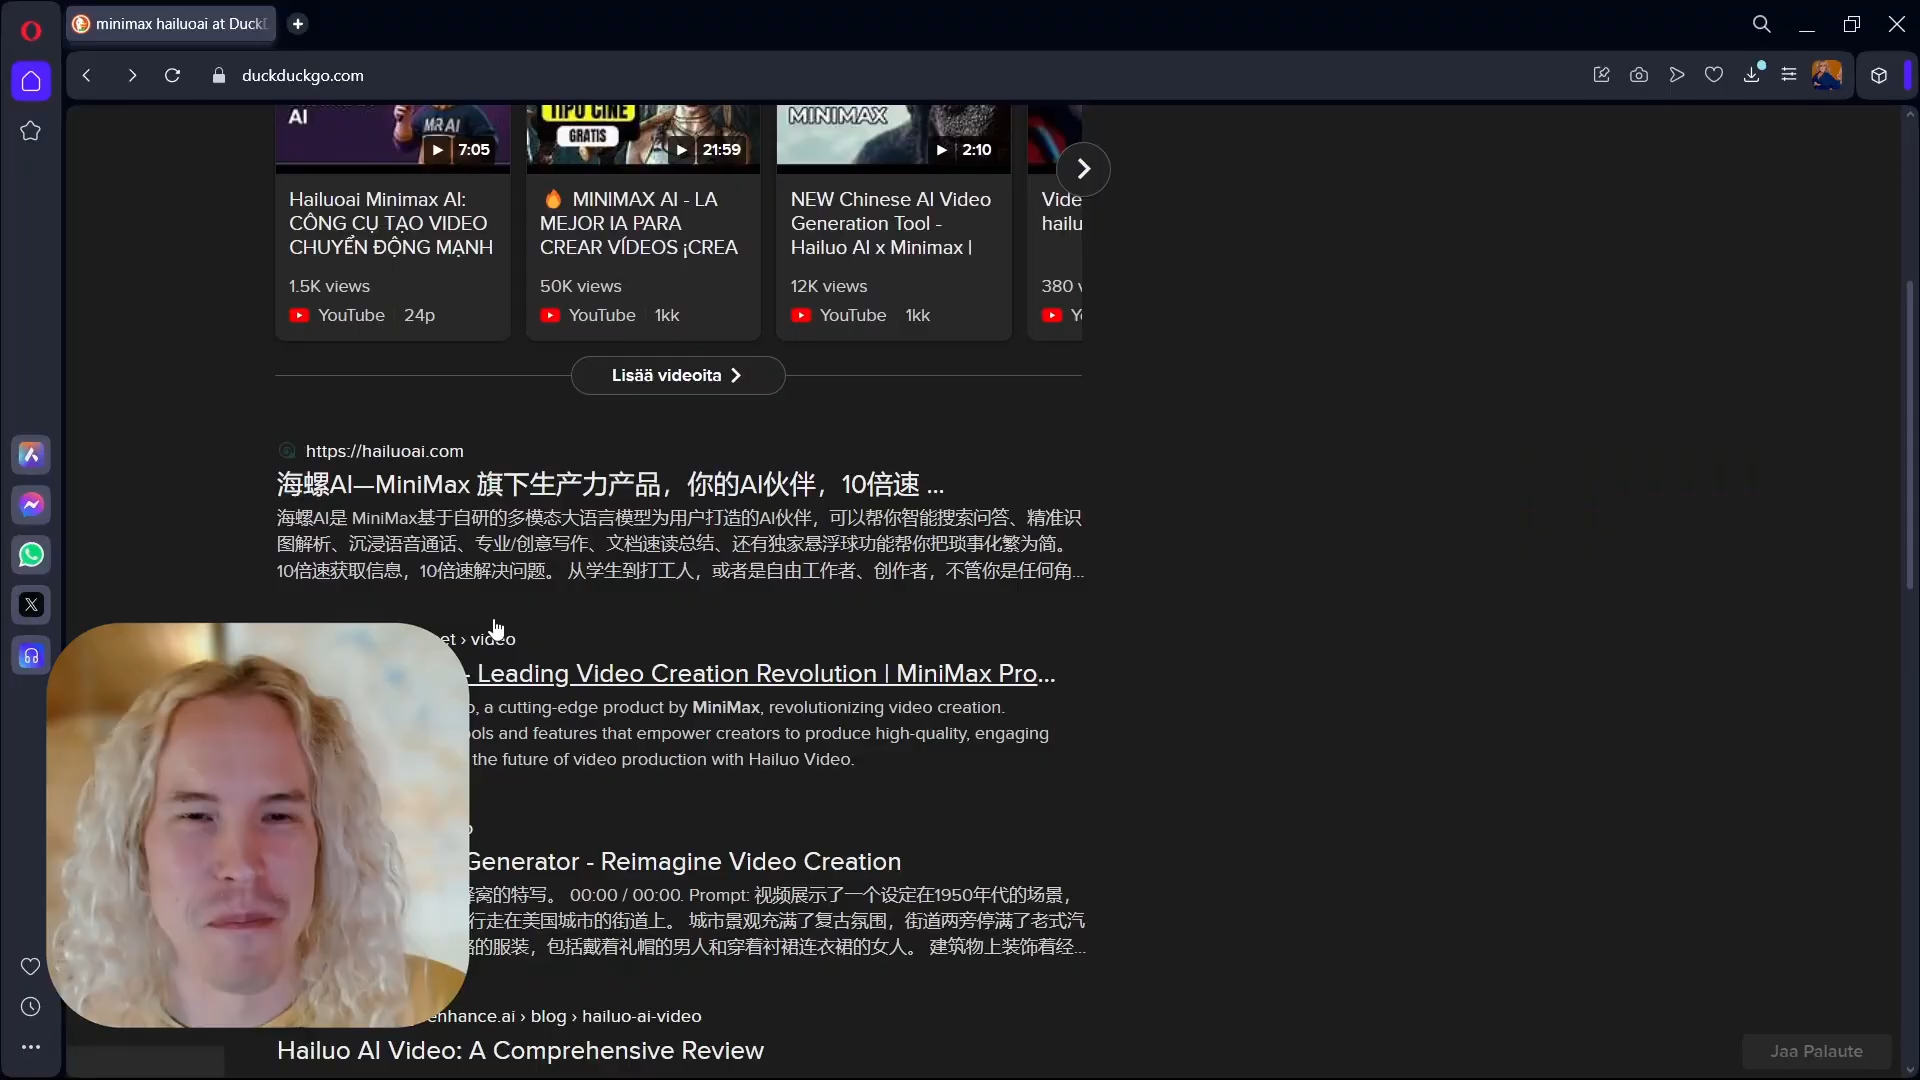 minimax hailuoai at DuckD
duckduckgo.com
AI
MR AI
7:05
TIPO CINE
GRATIS
21:59
MINIMAX
2:10
Hailuoai Minimax AI:
CÔNG CỤ TẠO VIDEO
CHUYỂN ĐỘNG MẠNH
1.5K views
YouTube 24p
🔥 MINIMAX AI - LA
MEJOR IA PARA
CREAR VÍDEOS ¡CREA
50K views
YouTube 1kk
NEW Chinese AI Video
Generation Tool -
Hailuo AI x Minimax |
12K views
YouTube 1kk
Vide
hailu
380
Lisää videoita
https://hailuoai.com
海螺AI—MiniMax 旗下生产力产品，你的AI伙伴，10倍速 ...
海螺AI是 MiniMax基于自研的多模态大语言模型为用户打造的AI伙伴，可以帮你智能搜索问答、精准识
图解析、沉浸语音通话、专业/创意写作、文档速读总结、还有独家悬浮球功能帮你把琐事化繁为简。
10倍速获取信息，10倍速解决问题。 从学生到打工人，或者是自由工作者、创作者，不管你是任何角...
et › video
- Leading Video Creation Revolution | MiniMax Pro...
o, a cutting-edge product by MiniMax, revolutionizing video creation.
ools and features that empower creators to produce high-quality, engaging
the future of video production with Hailuo Video.
Generator - Reimagine Video Creation
窝的特写。 00:00 / 00:00. Prompt: 视频展示了一个设定在1950年代的场景，
行走在美国城市的街道上。 城市景观充满了复古氛围，街道两旁停满了老式汽
的服装，包括戴着礼帽的男人和穿着衬裙连衣裙的女人。 建筑物上装饰着经...
enhance.ai › blog › hailuo-ai-video
Hailuo AI Video: A Comprehensive Review
Jaa Palaute